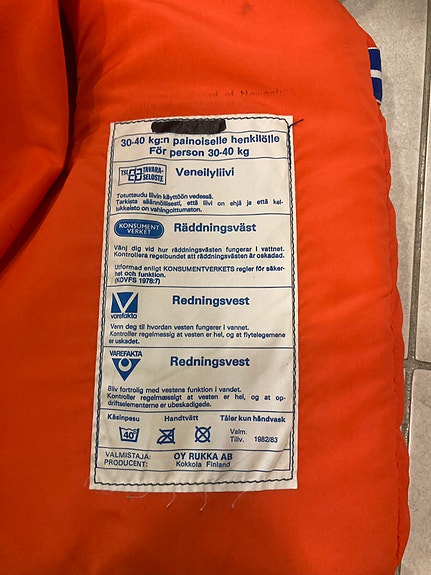 30-40 kg:n painoiselle henkilölle
För person 30-40 kg
TSL TAVARA-
SELOSTE
Veneilyliivi
Totuttaudu liivin käyttöön vedessä.
Tarkista säännöllisesti, että liivi on ehjä ja että kel-
lukkeisto on vahingoittumaton.
KONSUMENT
VERKET
Räddningsväst
Vänj dig vid hur räddningsvästen fungerar i vattnet.
Kontrollera regelbundet att räddningsvästen är oskadad.
Utformad enligt KONSUMENTVERKETS regler för säker-
het och funktion.
(KOVFS 1978:7)
varefakta
Redningsvest
Venn deg til hvordan vesten fungerer i vannet.
Kontroller regelmessig at vesten er hel, og at flytelegemene
er uskadet.
VAREFAKTA
Redningsvest
Bliv fortrolig med vestens funktion i vandet.
Kontroller regelmæssigt at vesten er hel, og at op-
driftselementerne er ubeskadigede.
Käsinpesu Handtvätt Tåler kun håndvask
40
Valm.
Tillv. 1982/83
VALMISTAJA: OY RUKKA AB
PRODUCENT: Kokkola Finland